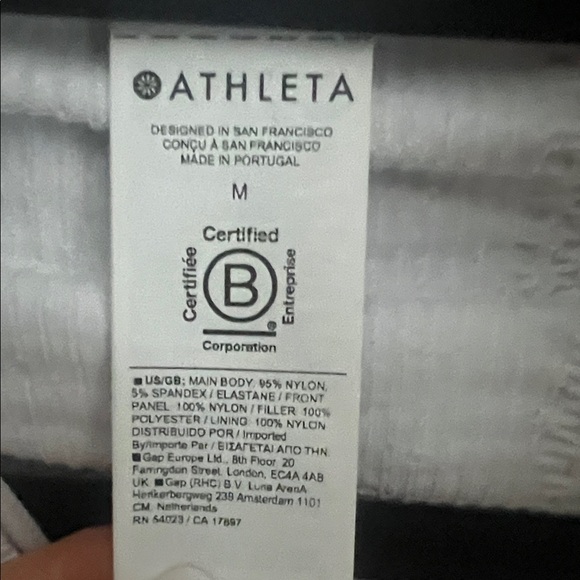 ATHLETA
DESIGNED IN SAN FRANCISCO
CONÇU À SAN FRANCISCO
MADE IN PORTUGAL
M
Certified
Certifiée
B
Entreprise
®
Corporation
US/GB: MAIN BODY: 95% NYLON,
5% SPANDEX / ELASTANE / FRONT
PANEL: 100% NYLON / FILLER: 100%
POLYESTER / LINING: 100% NYLON
DISTRIBUIDO POR / Imported
By/Importe Par / ΕΙΣΑΓΕΤΑΙ ΑΠΟ ΤΗΝ:
Gap Europe Ltd., 8th Floor, 20
Farringdon Street, London, EC4A 4AB
UK Gap (RHC) B.V. Luna ArenA
Herikerbergweg 238 Amsterdam 1101
CM, Netherlands
RN 54023 / CA 17897